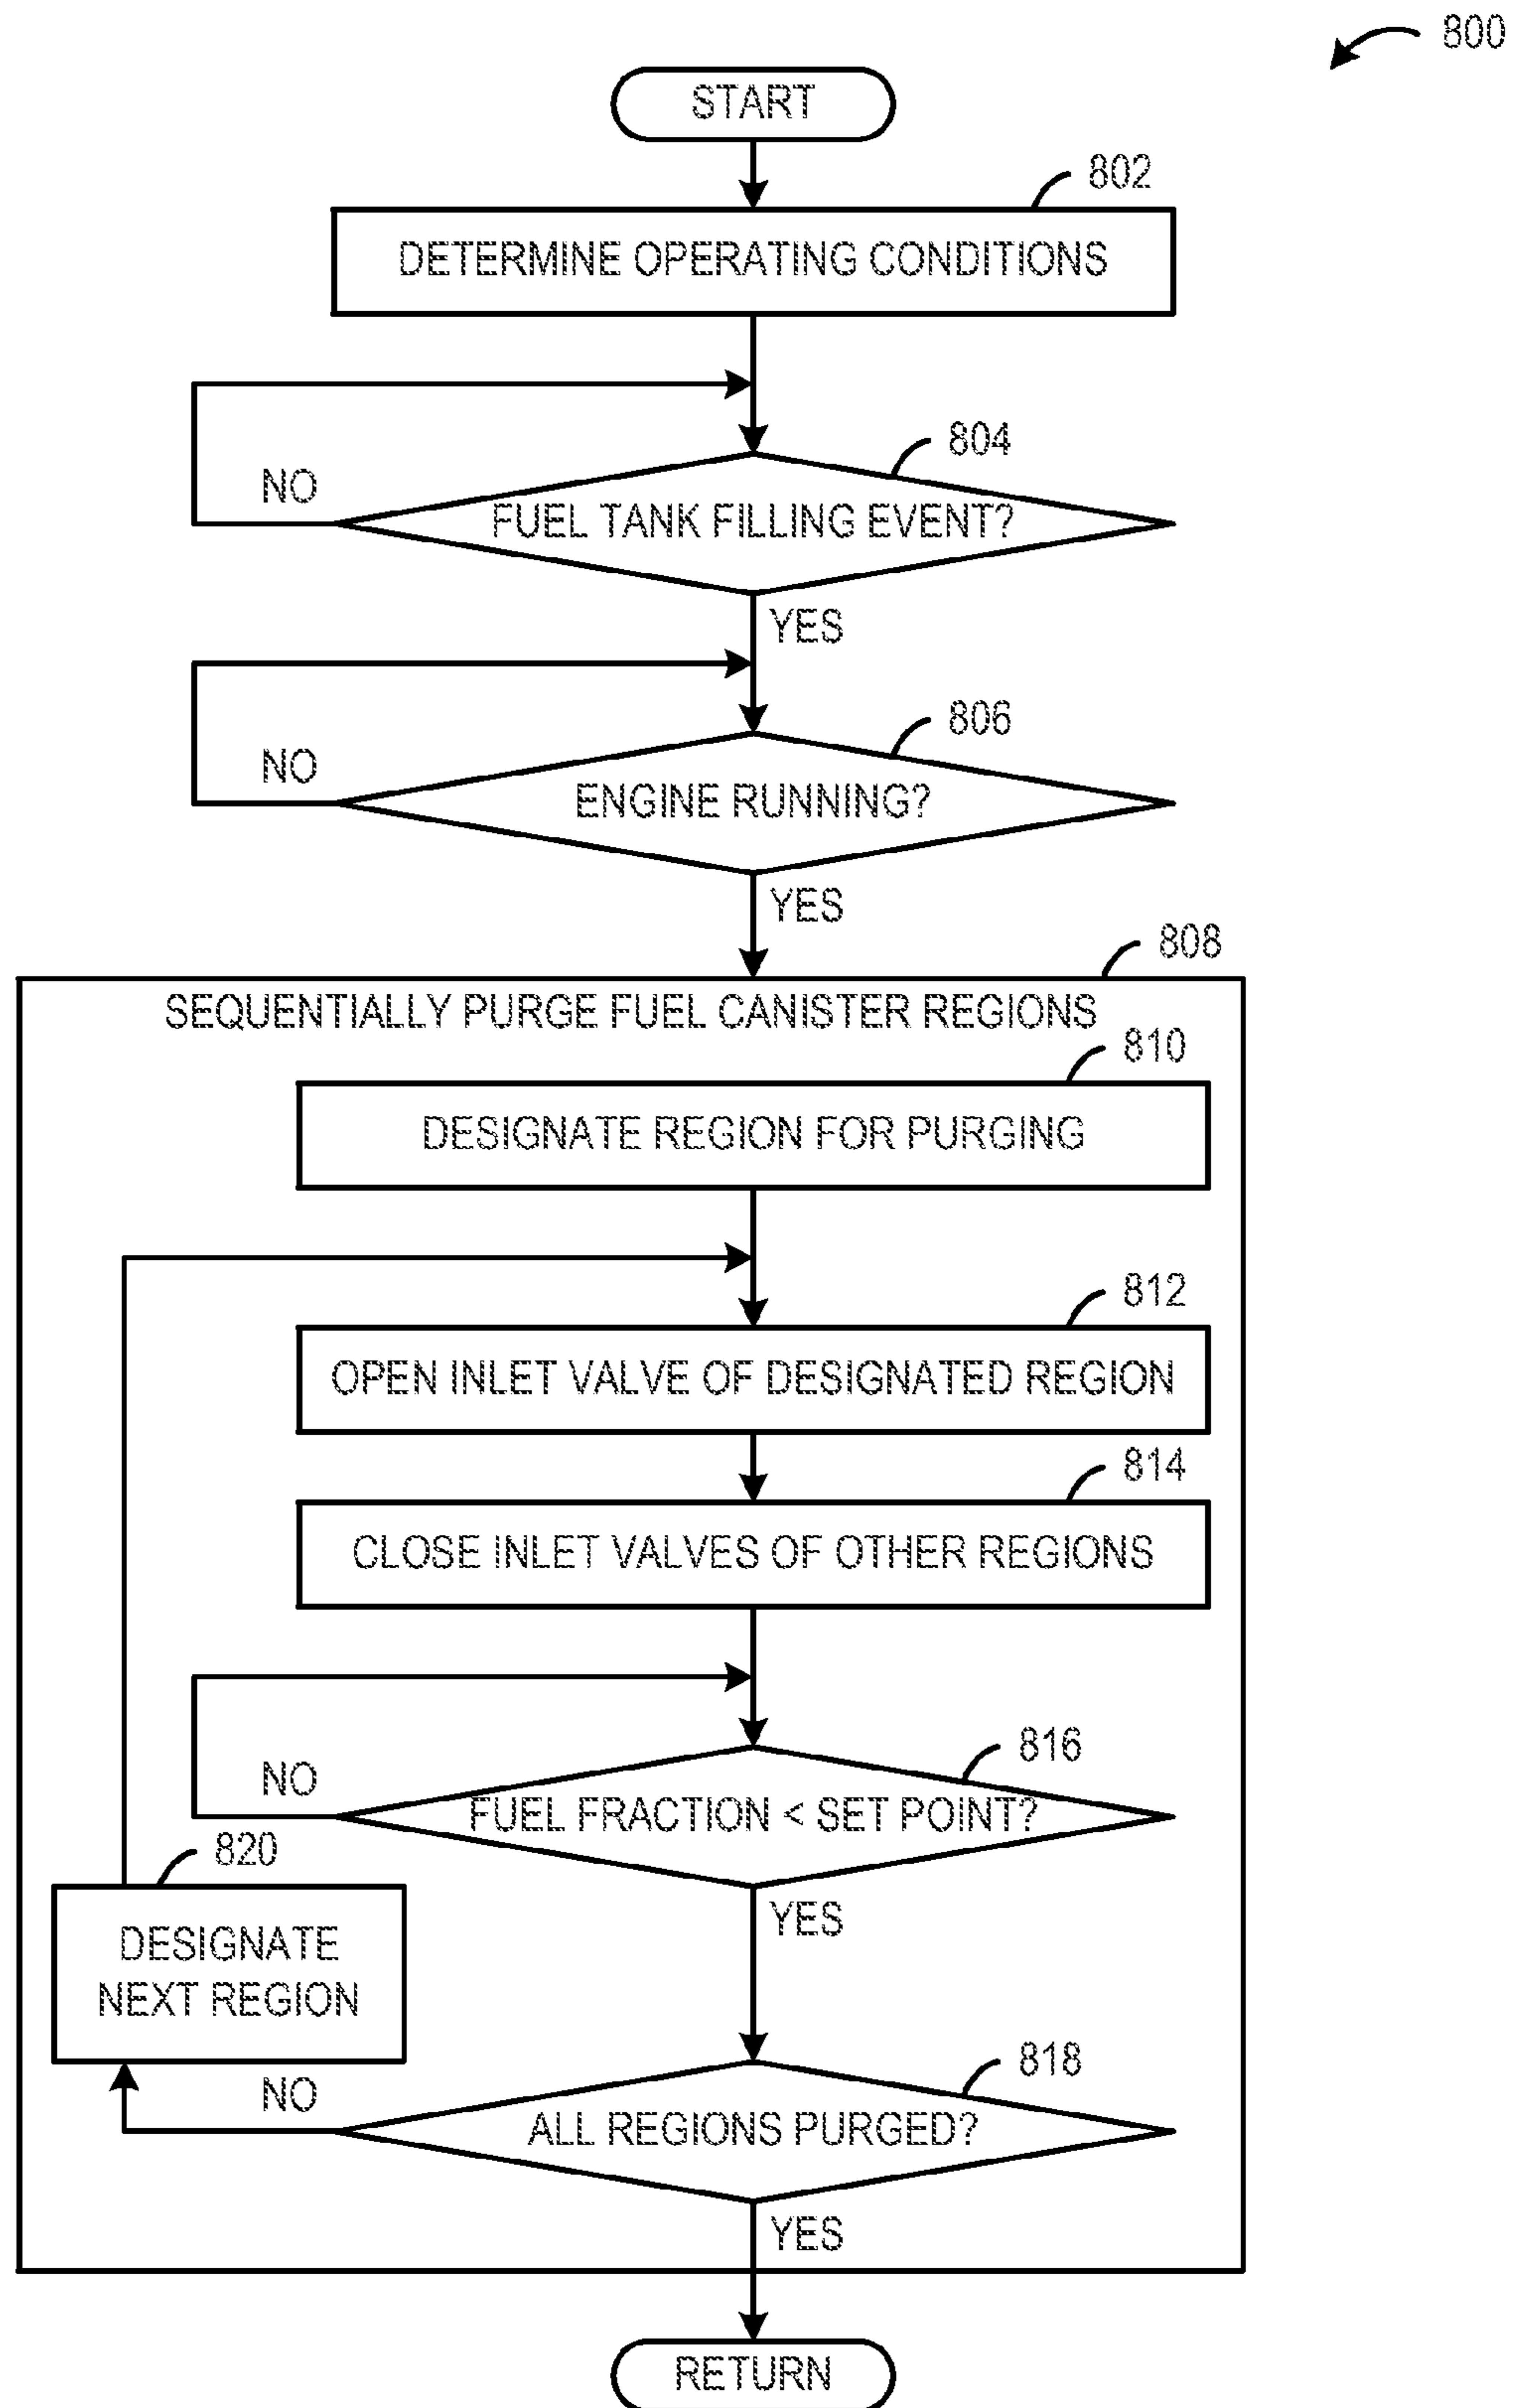 800
START
802
DETERMINE OPERATING CONDITIONS
804
NO
FUEL TANK FILLING EVENT?
YES
806
NO
ENGINE RUNNING?
YES
808
SEQUENTIALLY PURGE FUEL CANISTER REGIONS
810
DESIGNATE REGION FOR PURGING
812
OPEN INLET VALVE OF DESIGNATED REGION
814
CLOSE INLET VALVES OF OTHER REGIONS
816
NO
FUEL FRACTION < SET POINT?
820
YES
DESIGNATE
NEXT REGION
818
NO
ALL REGIONS PURGED?
YES
RETURN